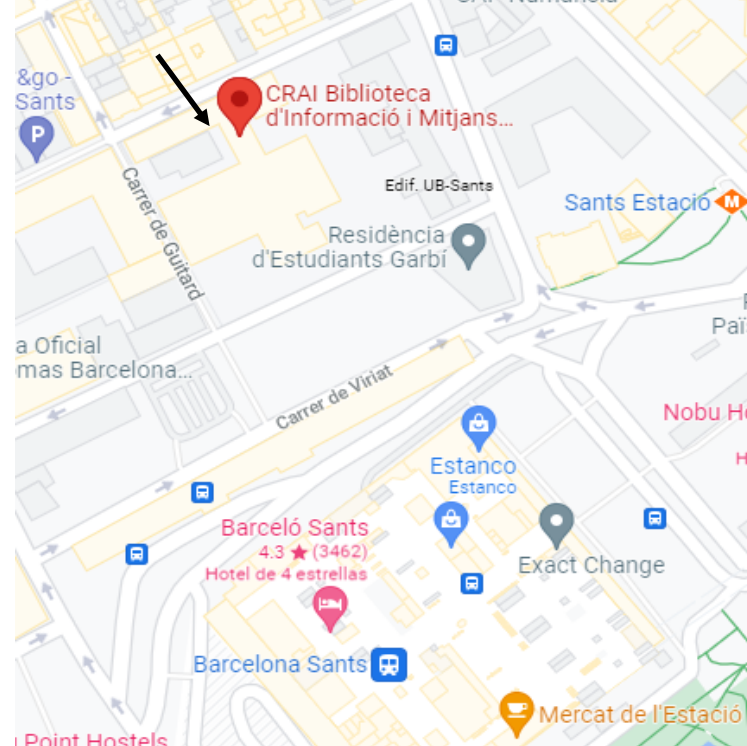 &go -
Sants
P
CRAI Biblioteca
d'Informació i Mitjans...
Carrer de Guitard
Edif. UB-Sants
Sants Estació
M
Residència
d'Estudiants Garbí
a Oficial
mas Barcelona...
Carrer de Viriat
Nobu
Estanco
Estanco
Barceló Sants
4.3 ★ (3462)
Hotel de 4 estrellas
Exact Change
Barcelona Sants
Mercat de l'Estació
Point Hostels